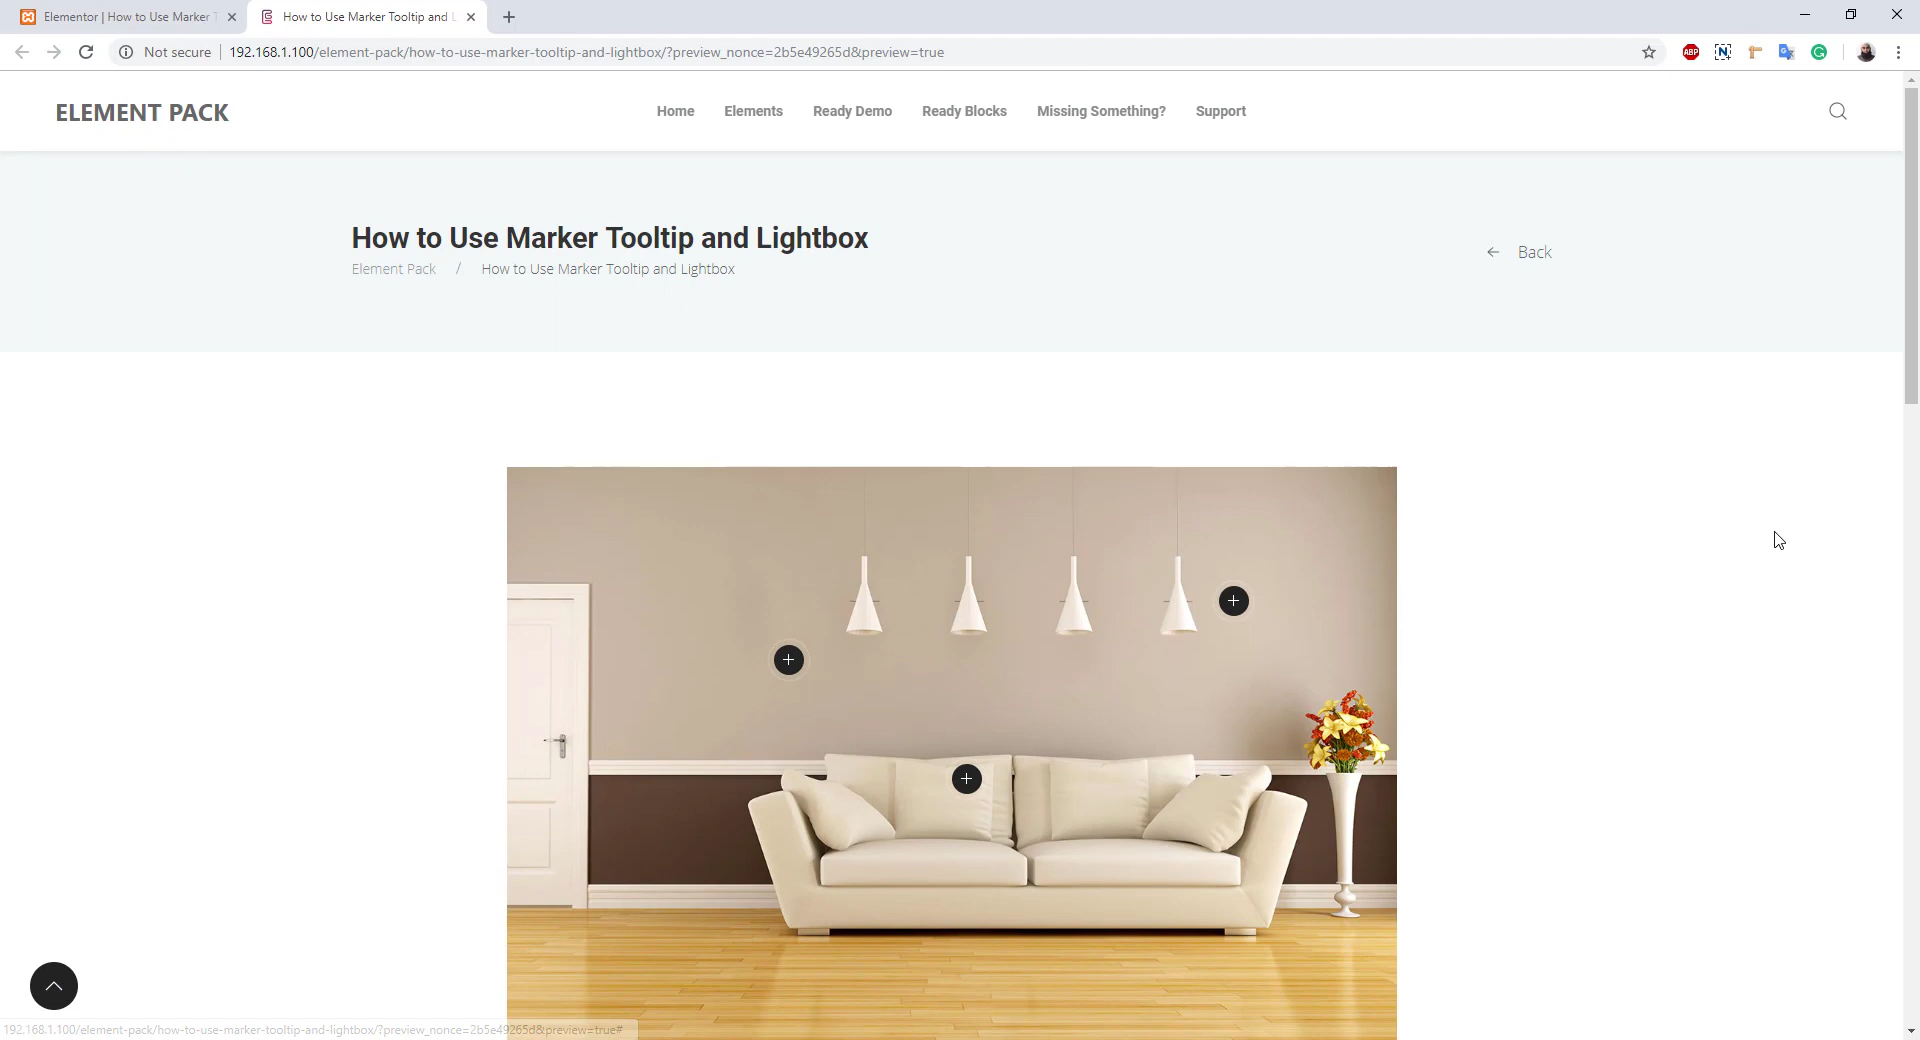 Elementor | How to Use Marker T
How to Use Marker Tooltip and L
Not secure
192.168.1.100/element-pack/how-to-use-marker-tooltip-and-lightbox/?preview_nonce=2b5e49265d&preview=true
ABP
N
G
ELEMENT PACK
Home
Elements
Ready Demo
Ready Blocks
Missing Something?
Support
How to Use Marker Tooltip and Lightbox
Back
Element Pack / How to Use Marker Tooltip and Lightbox
192.168.1.100/element-pack/how-to-use-marker-tooltip-and-lightbox/?preview_nonce=2b5e49265d&preview=true#